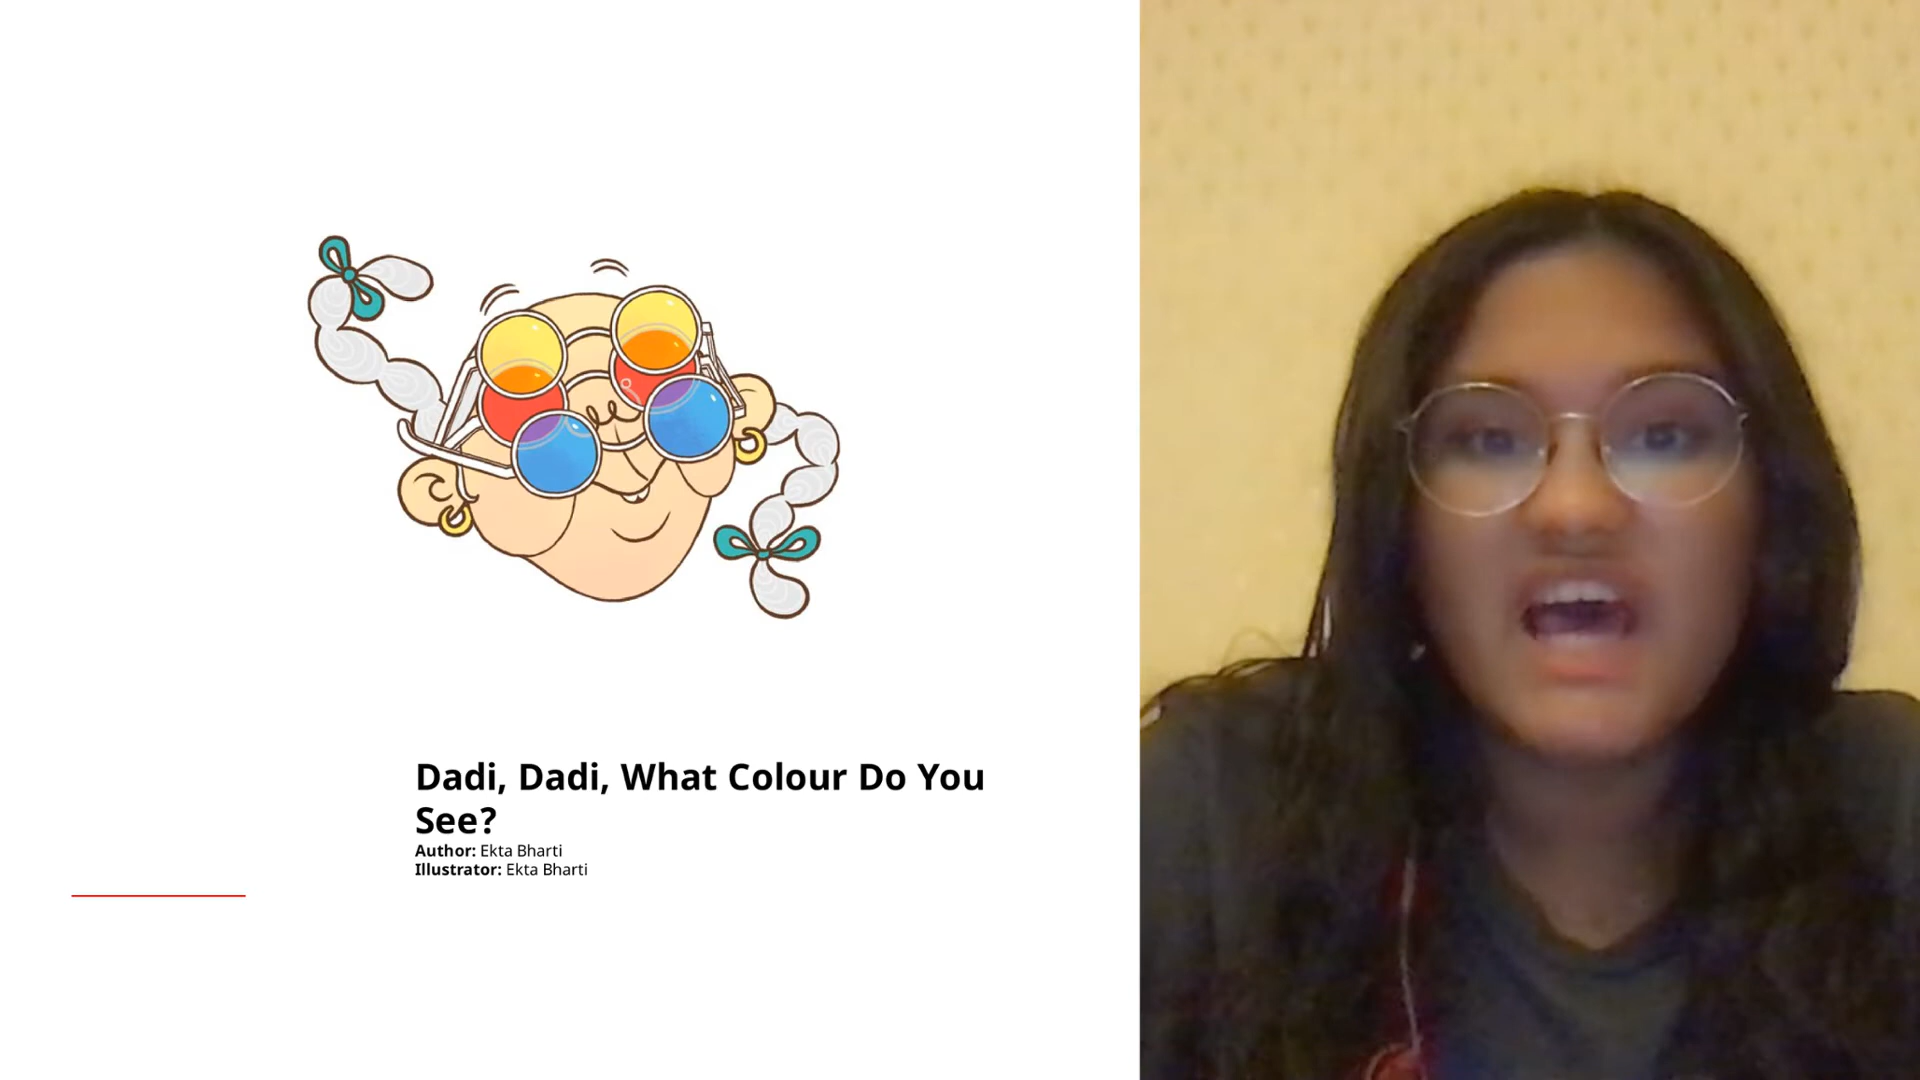 Dadi, Dadi, What Colour Do You
See?
Author: Ekta Bharti
Illustrator: Ekta Bharti